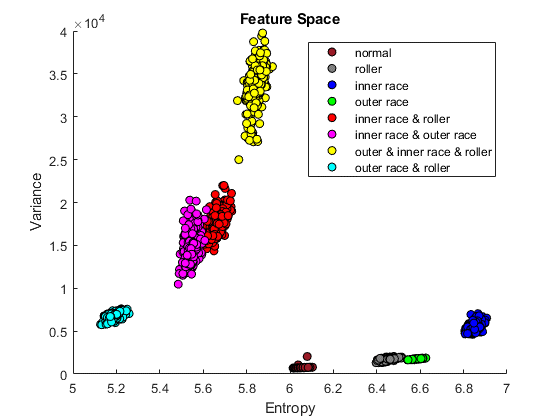 Feature Space
×10⁴
4
3.5
3
2.5
2
1.5
1
0.5
0
Variance
5 5.2 5.4 5.6 5.8 6 6.2 6.4 6.6 6.8 7
Entropy
normal
roller
inner race
outer race
inner race & roller
inner race & outer race
outer & inner race & roller
outer race & roller